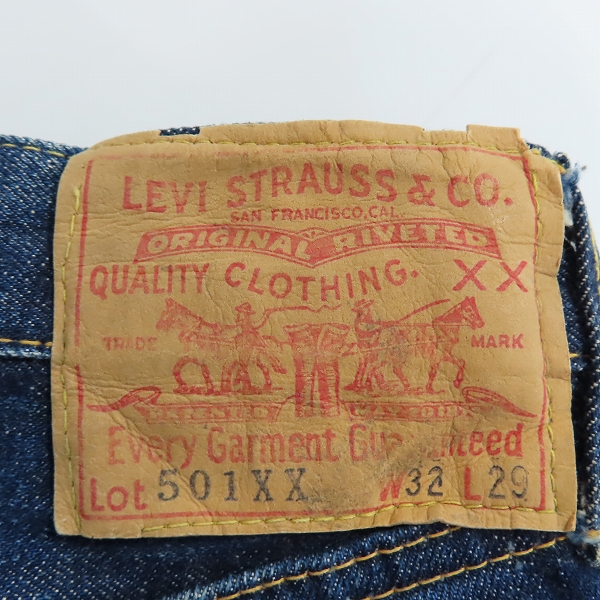 LEVI STRAUSS & CO.
SAN FRANCISCO, CAL.
ORIGINAL RIVETED
QUALITY CLOTHING. XX
TRADE MARK
Every Garment Guaranteed
Lot 501XX W32 L29